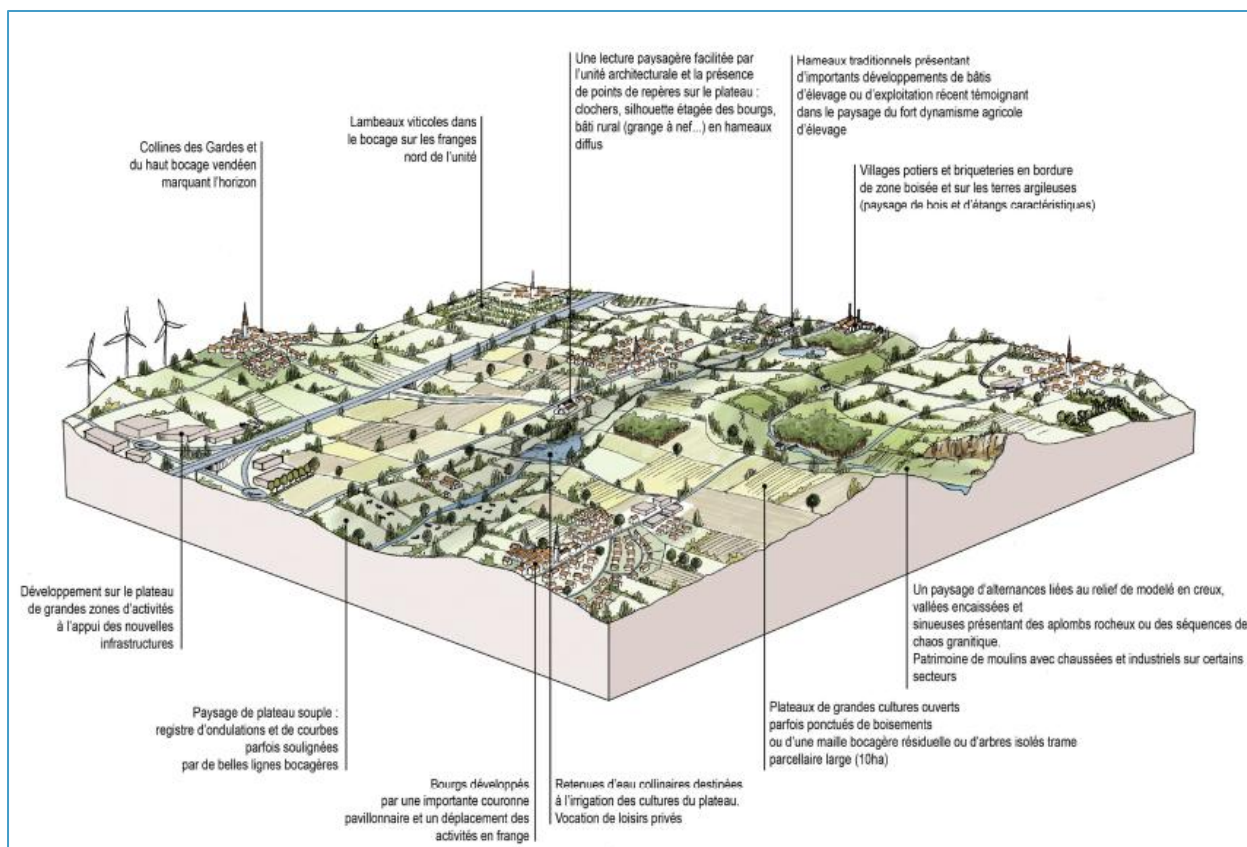 Une lecture paysagère facilitée par
l'unité architecturale et la présence
de points de repères sur le plateau :
clochers, silhouette étagée des bourgs,
bâti rural (grange à nef...) en hameaux
diffus
Hameaux traditionnels présentant
d'importants développements de bâtis
d'élevage ou d'exploitation récent témoignant
dans le paysage du fort dynamisme agricole
d'élevage
Lambeaux viticoles dans
le bocage sur les franges
nord de l'unité
Collines des Gardes et
du haut bocage vendéen
marquant l'horizon
Villages potiers et briqueteries en bordure
de zone boisée et sur les terres argileuses
(paysage de bois et d'étangs caractéristiques)
Développement sur le plateau
de grandes zones d'activités
à l'appui des nouvelles
infrastructures
Un paysage d'alternances liées au relief de modelé en creux,
vallées encaissées et
sinueuses présentant des aplombs rocheux ou des séquences de
chaos granitique.
Patrimoine de moulins avec chaussées et industriels sur certains
secteurs
Paysage de plateau souple :
registre d'ondulations et de courbes
parfois soulignées
par de belles lignes bocagères
Plateaux de grandes cultures ouverts
parfois ponctués de boisements
ou d'une maille bocagère résiduelle ou d'arbres isolés trame
parcellaire large (10ha)
Bourgs développés
par une importante couronne
pavillonnaire et un déplacement des
activités en frange
Retenues d'eau collinaires destinées
à l'irrigation des cultures du plateau.
Vocation de loisirs privés